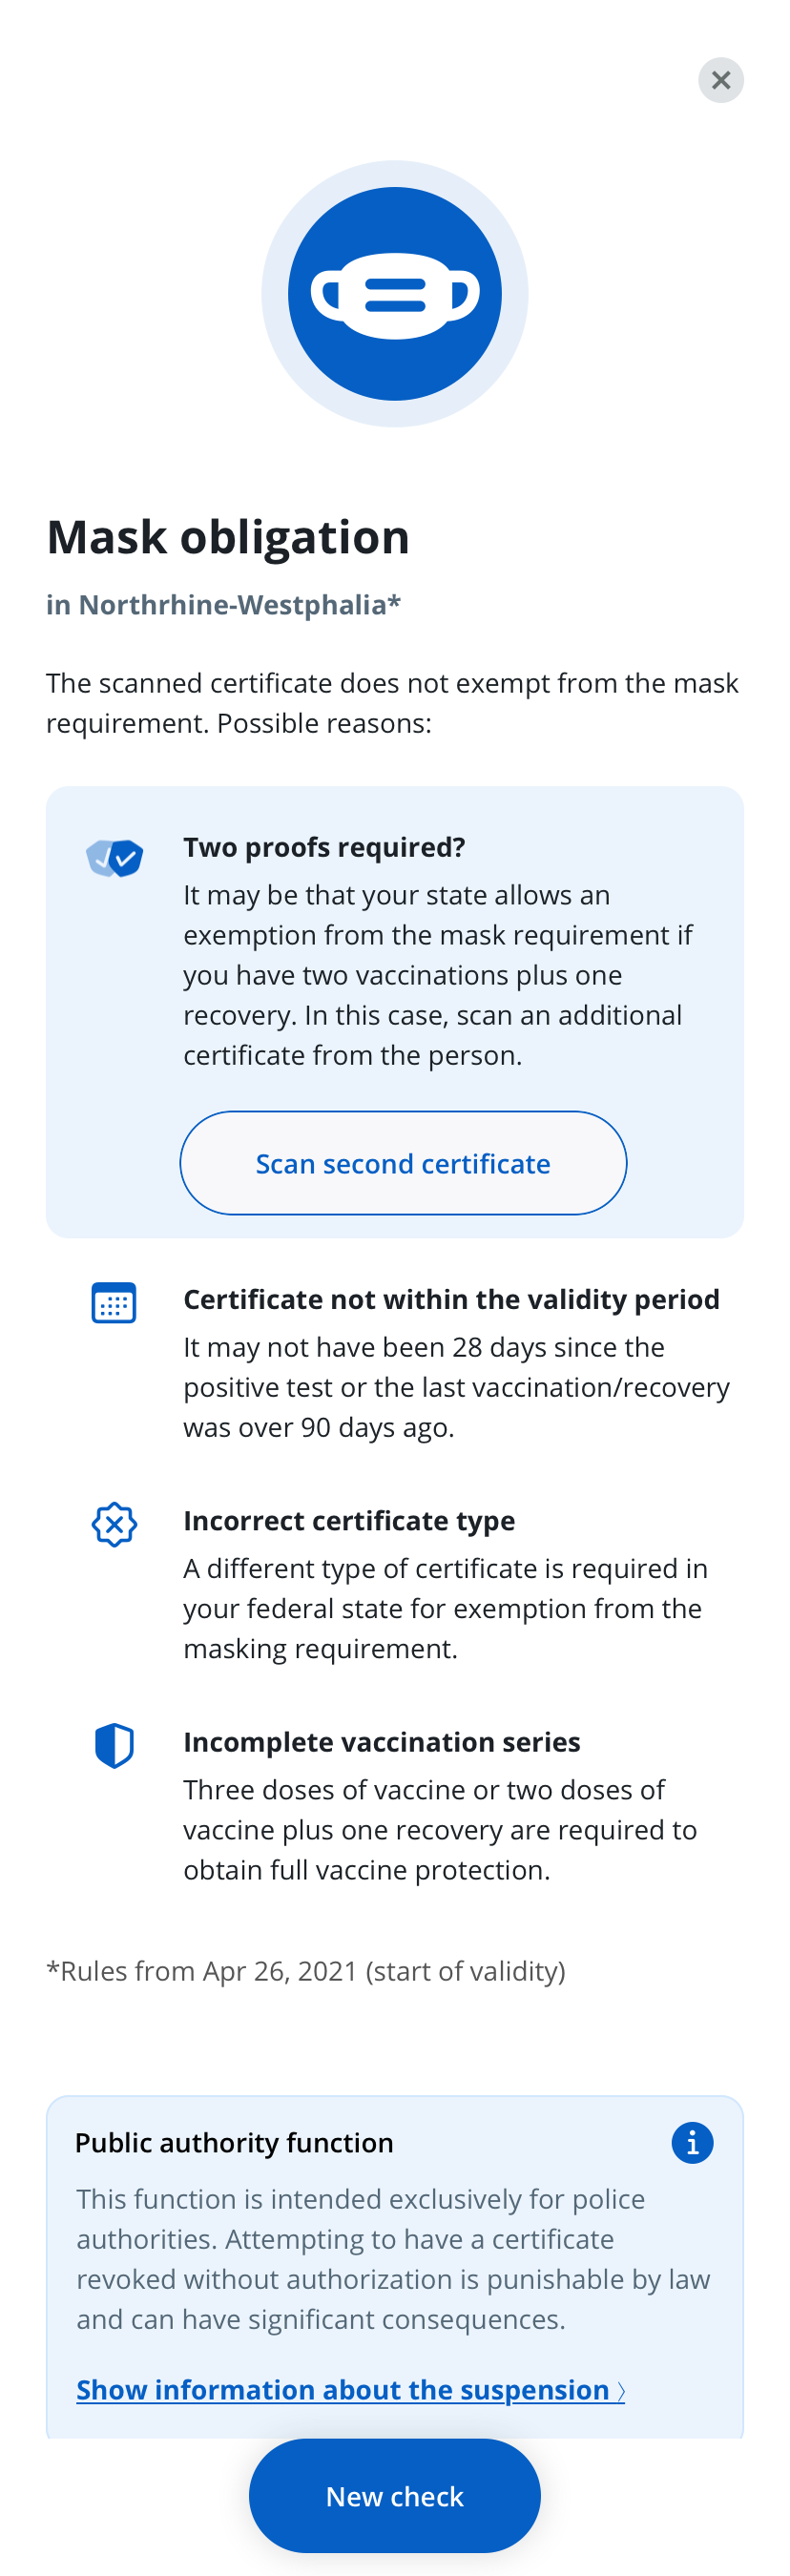 Mask obligation
in Northrhine-Westphalia*
The scanned certificate does not exempt from the mask
requirement. Possible reasons:
Two proofs required?
It may be that your state allows an
exemption from the mask requirement if
you have two vaccinations plus one
recovery. In this case, scan an additional
certificate from the person.
Scan second certificate
Certificate not within the validity period
It may not have been 28 days since the
positive test or the last vaccination/recovery
was over 90 days ago.
Incorrect certificate type
A different type of certificate is required in
your federal state for exemption from the
masking requirement.
Incomplete vaccination series
Three doses of vaccine or two doses of
vaccine plus one recovery are required to
obtain full vaccine protection.
*Rules from Apr 26, 2021 (start of validity)
Public authority function
This function is intended exclusively for police
authorities. Attempting to have a certificate
revoked without authorization is punishable by law
and can have significant consequences.
Show information about the suspension
New check